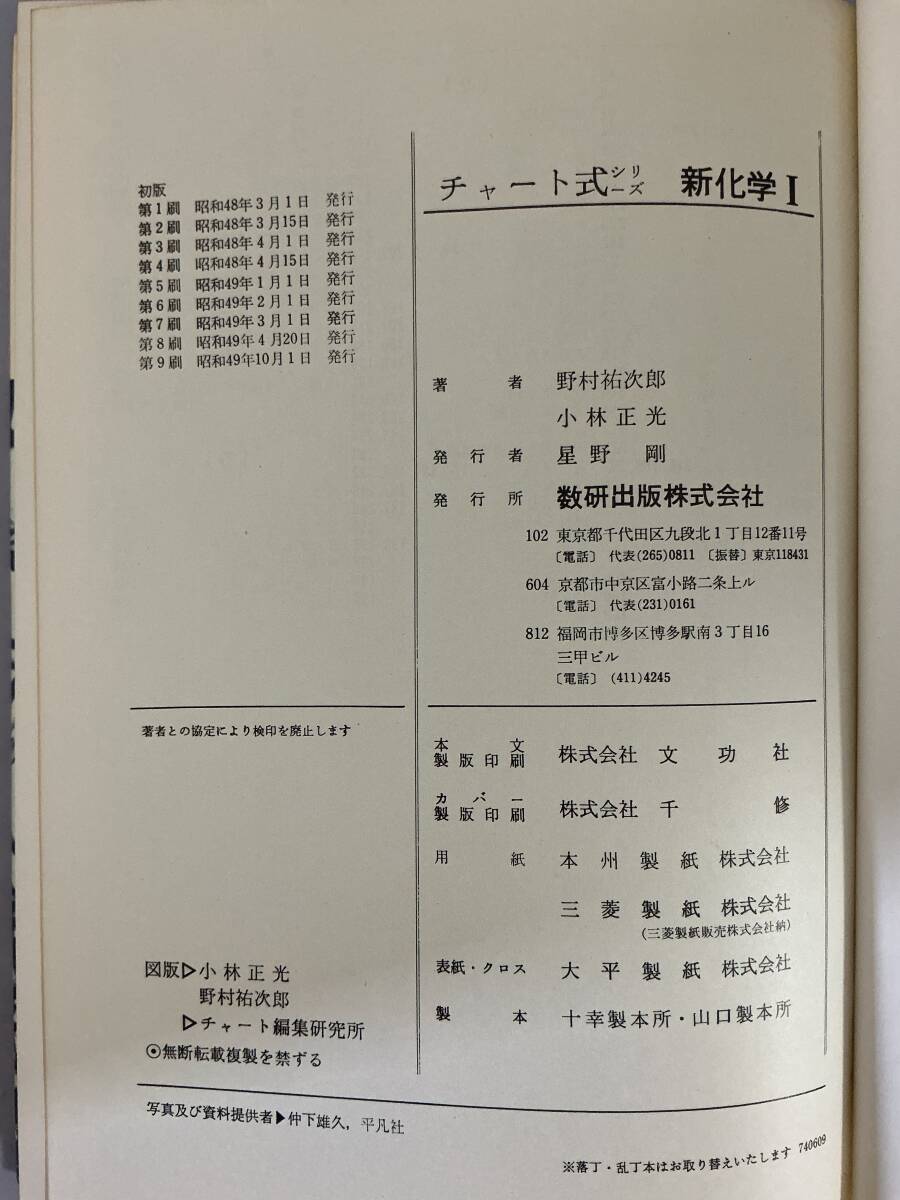 チャート式シリーズ 新化学Ⅰ
初版
第1刷 昭和48年3月1日 発行
第2刷 昭和48年3月15日 発行
第3刷 昭和48年4月1日 発行
第4刷 昭和48年4月15日 発行
第5刷 昭和49年1月1日 発行
第6刷 昭和49年2月1日 発行
第7刷 昭和49年3月1日 発行
第8刷 昭和49年4月20日 発行
第9刷 昭和49年10月1日 発行
著者 野村祐次郎
小林正光
発行者 星野 剛
発行所 数研出版株式会社
102 東京都千代田区九段北1丁目12番11号
〔電話〕 代表(265)0811 〔振替〕東京118431
604 京都市中京区富小路二条上ル
〔電話〕 代表(231)0161
812 福岡市博多区博多駅南3丁目16
三甲ビル
〔電話〕 (411)4245
著者との協定により検印を廃止します
本文製版印刷 株式会社 文功社
カバー製版印刷 株式会社 千修
用紙 本州製紙 株式会社
三菱製紙 株式会社
(三菱製紙販売株式会社納)
表紙・クロス 大平製紙 株式会社
製本 十幸製本所・山口製本所
図版▷小林正光
野村祐次郎
▷チャート編集研究所
⊙無断転載複製を禁ずる
写真及び資料提供者▶仲下雄久，平凡社
※落丁・乱丁本はお取り替えいたします 740609